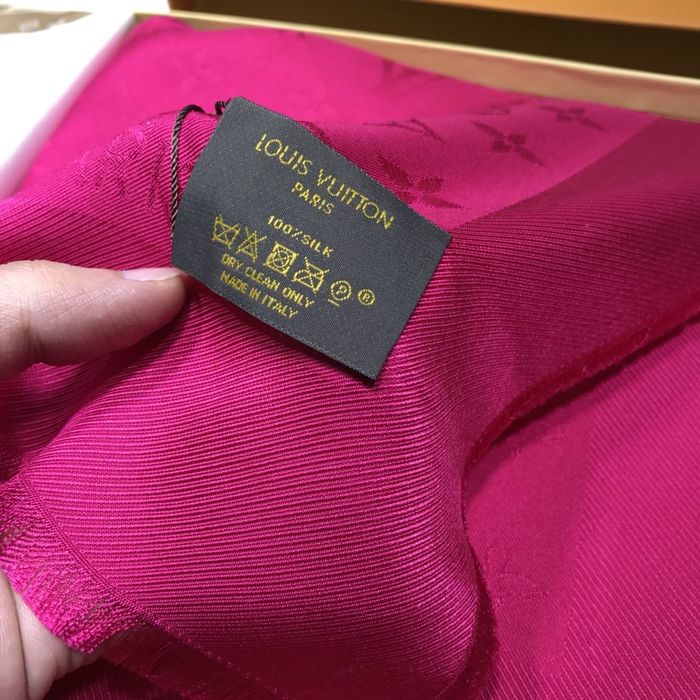 LOUIS VUITTON
PARIS
100% SILK
P R
DRY CLEAN ONLY
MADE IN ITALY